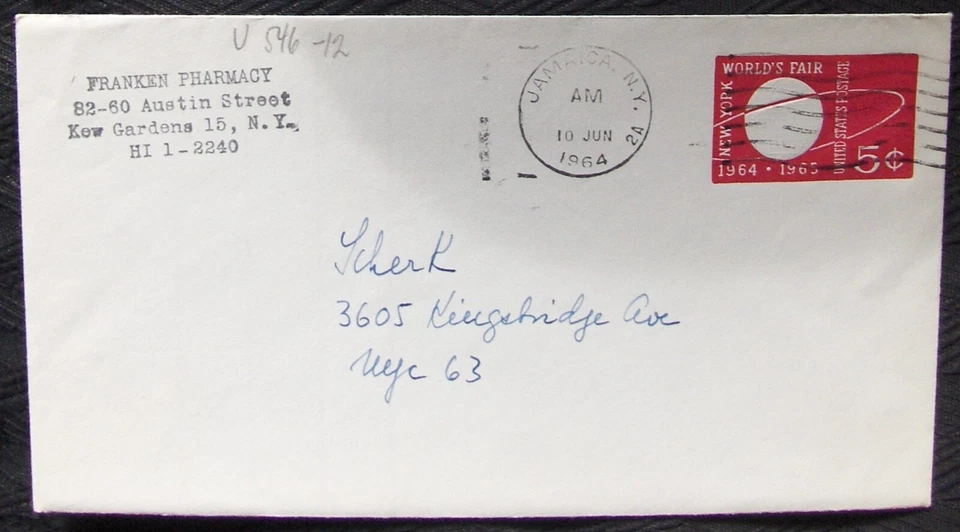 U 546-12
FRANKEN PHARMACY
82-60 Austin Street
Kew Gardens 15, N.Y.
HI 1-2240
JAMAICA, N.Y. 2A
AM
10 JUN
1964
NEW YORK WORLD'S FAIR
UNITED STATES POSTAGE
1964 • 1965
5¢
Scherk
3605 Kingsbridge Ave
NYC 63